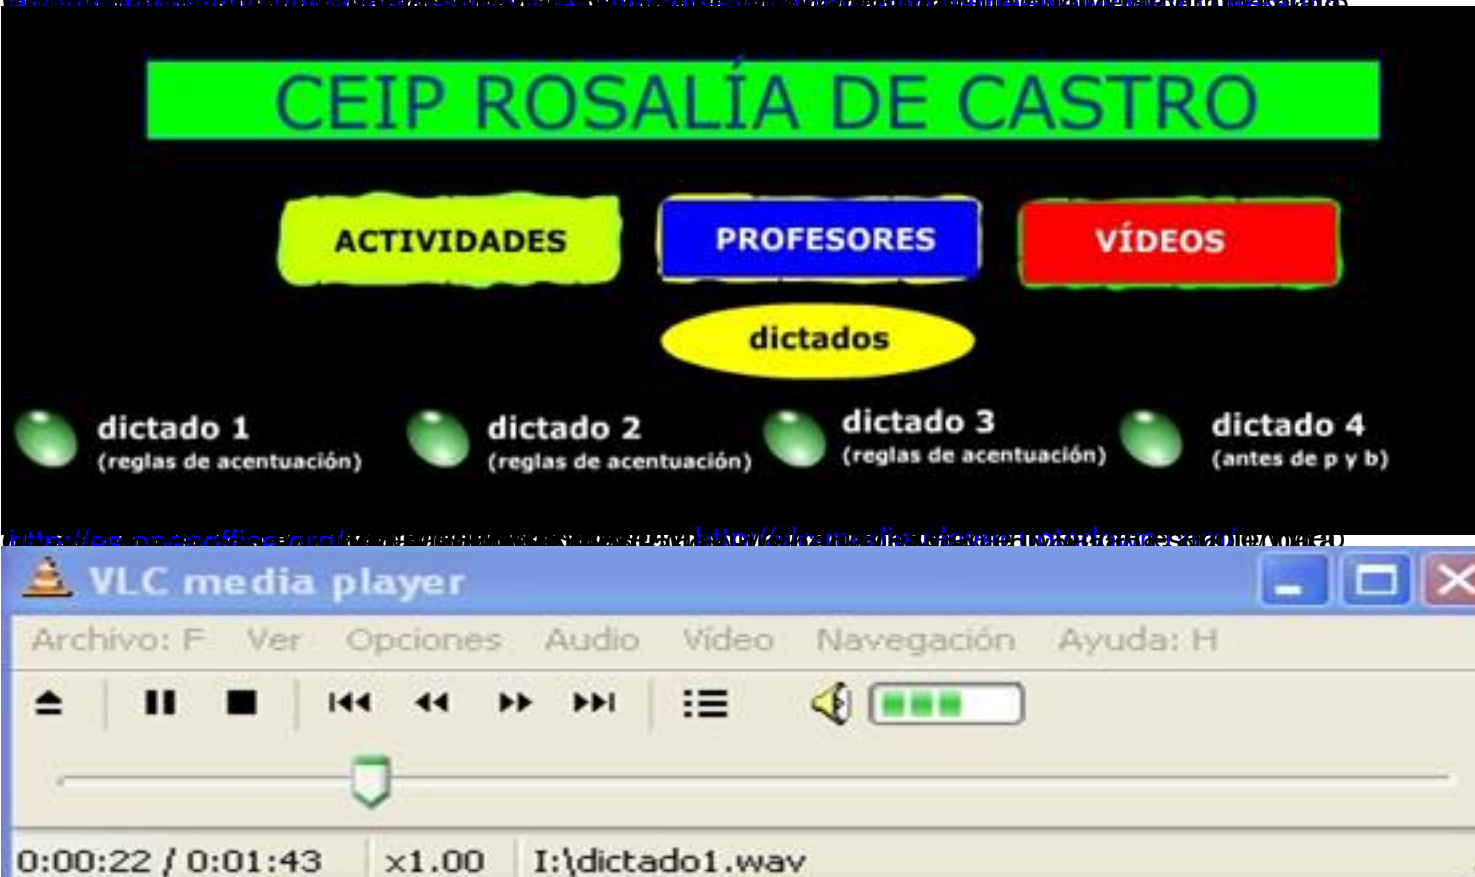 CEIP ROSALÍA DE CASTRO
ACTIVIDADES PROFESORES VÍDEOS
dictados
dictado 1 dictado 2 dictado 3 dictado 4
(reglas de acentuación) (reglas de acentuación) (reglas de acentuación) (antes de p y b)
VLC media player
Archivo: F Ver Opciones Audio Vídeo Navegación Ayuda: H
0:00:22 / 0:01:43 x1.00 I:\dictado1.wav